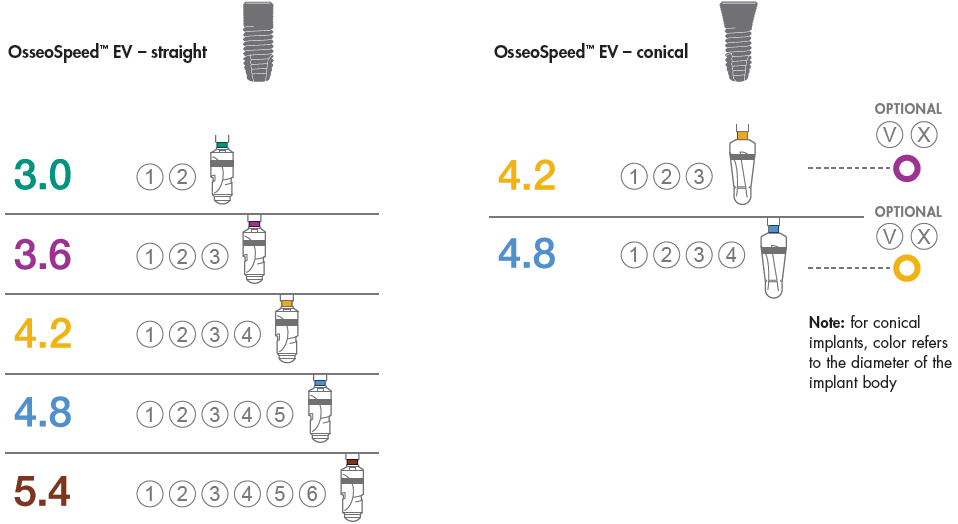 OsseoSpeed™ EV – straight
3.0 1 2
3.6 1 2 3
4.2 1 2 3 4
4.8 1 2 3 4 5
5.4 1 2 3 4 5 6
OsseoSpeed™ EV – conical
4.2 1 2 3
OPTIONAL
V X
4.8 1 2 3 4
OPTIONAL
V X
Note: for conical
implants, color refers
to the diameter of the
implant body